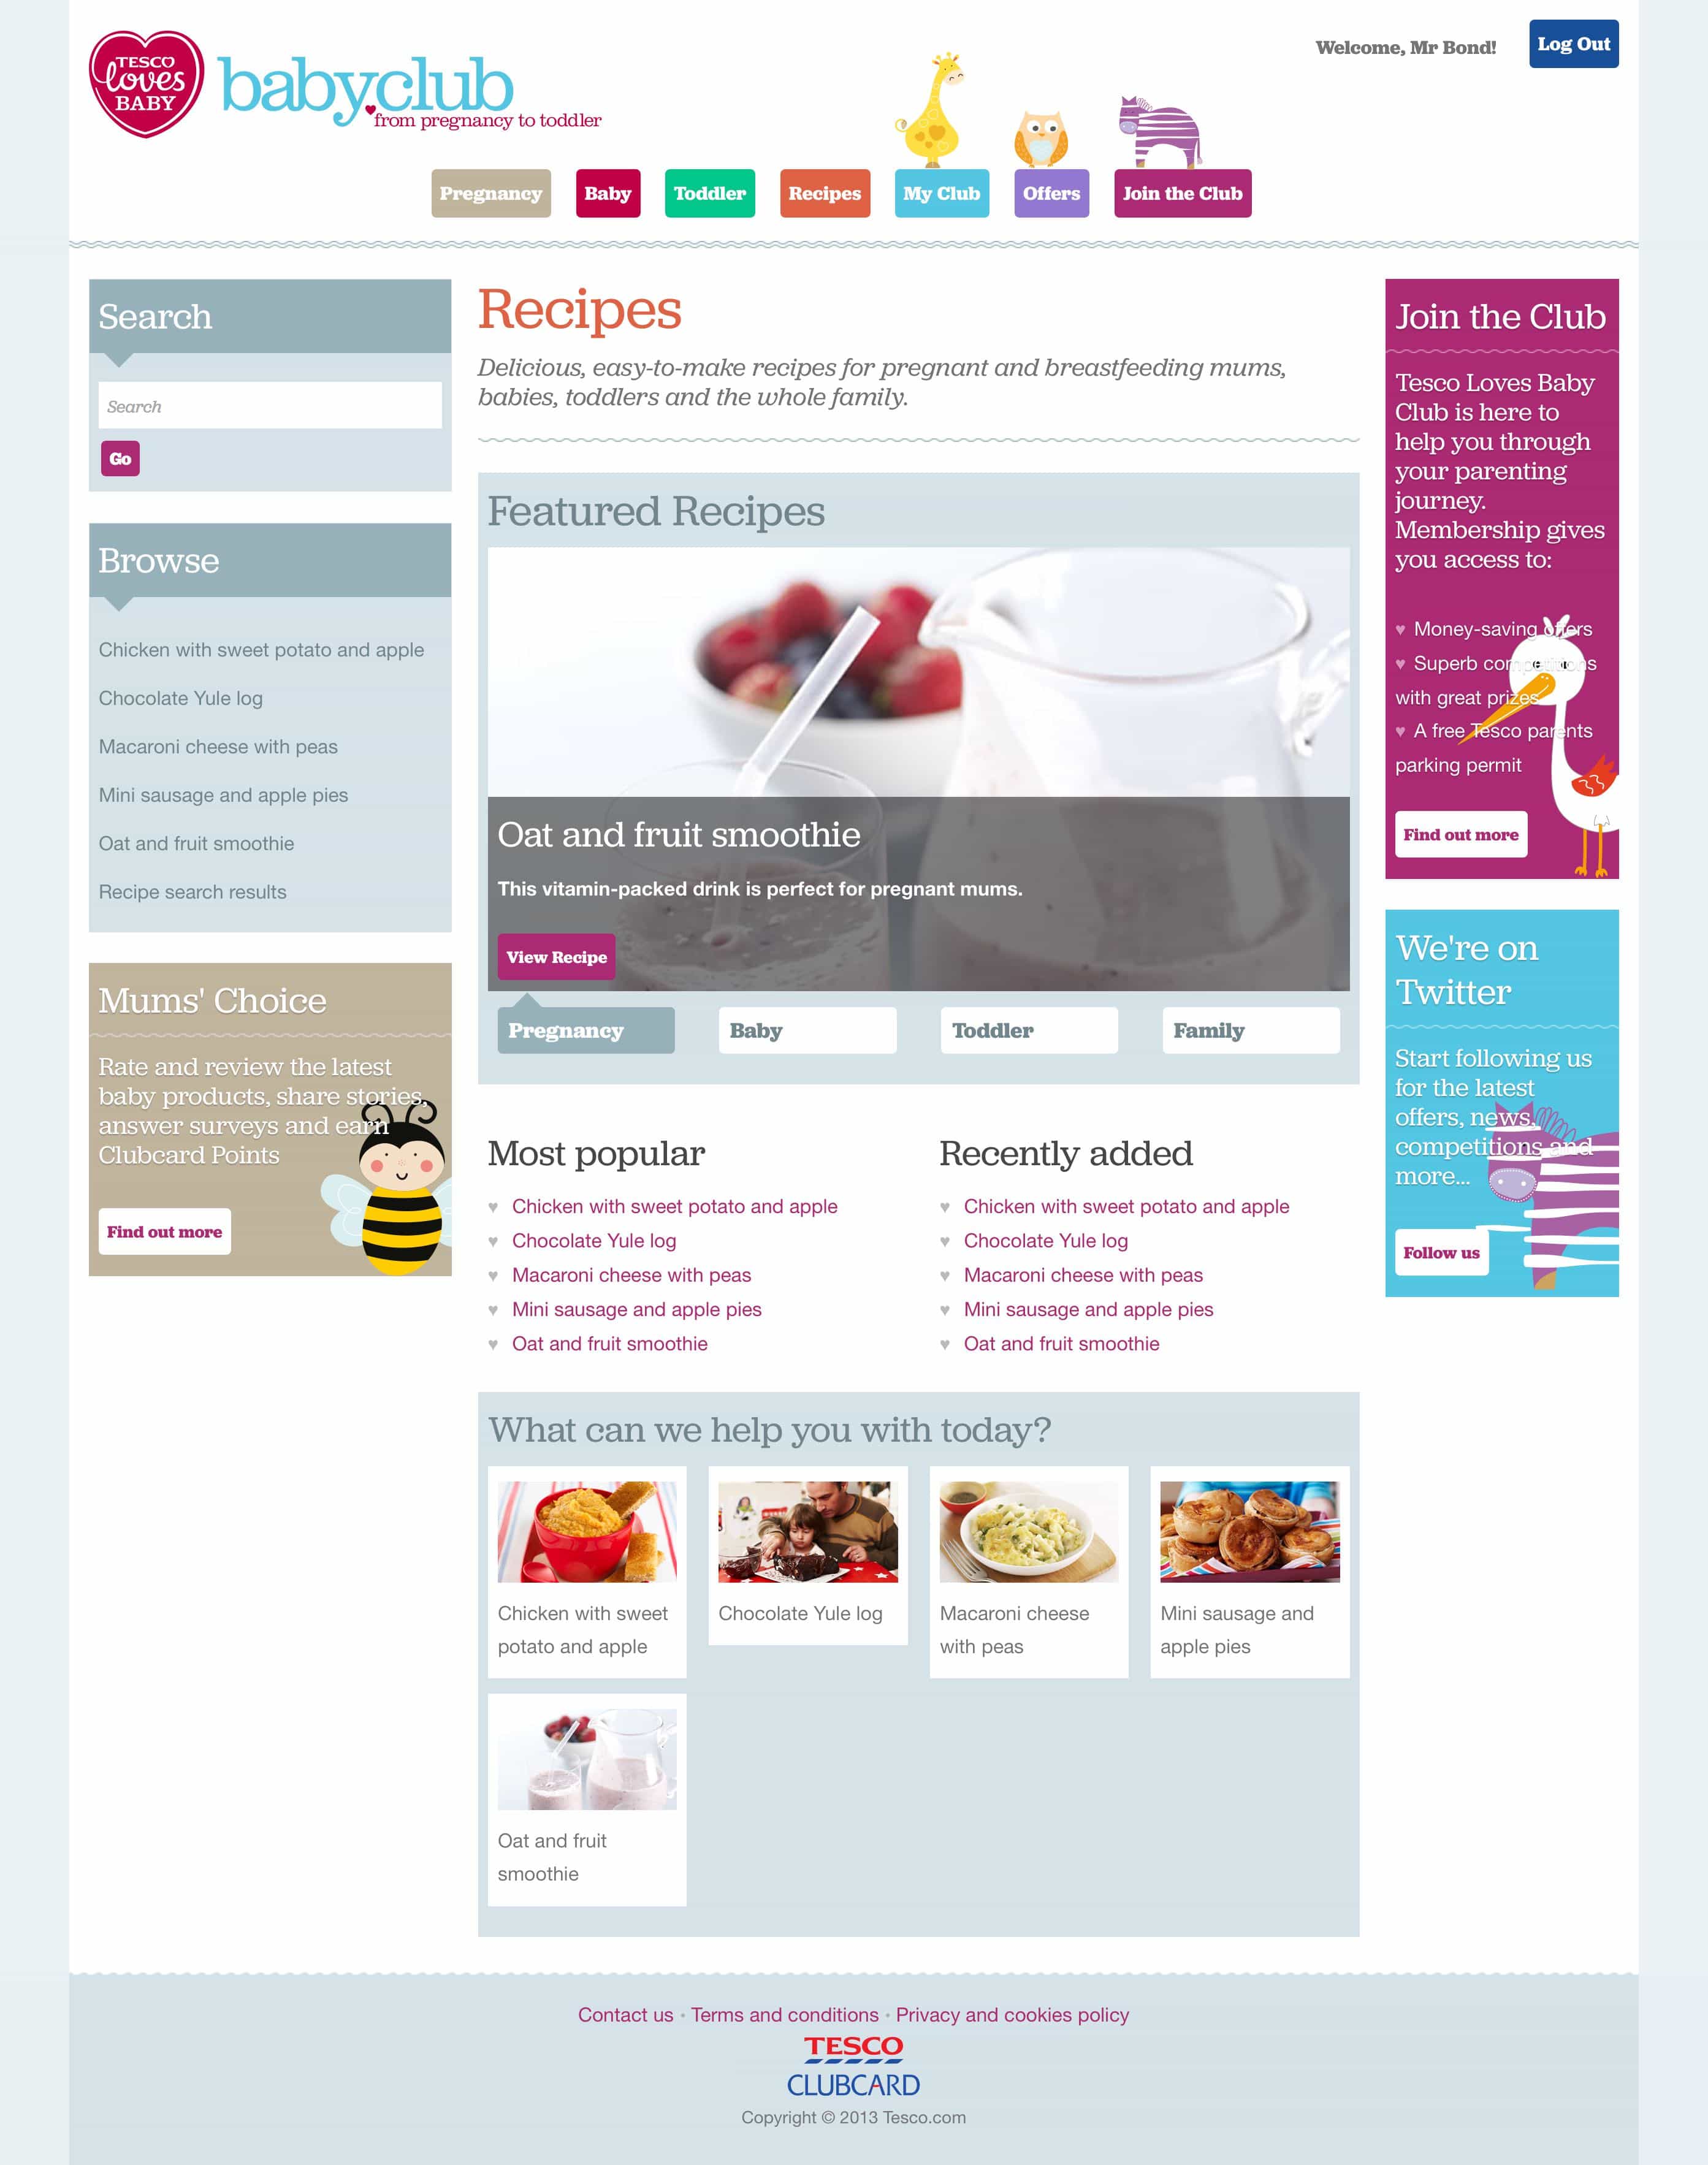 TESCO
loves
BABY
babyclub
from pregnancy to toddler
Welcome, Mr Bond!
Log Out
Pregnancy
Baby
Toddler
Recipes
My Club
Offers
Join the Club
Search
Search
Go
Browse
Chicken with sweet potato and apple
Chocolate Yule log
Macaroni cheese with peas
Mini sausage and apple pies
Oat and fruit smoothie
Recipe search results
Mums' Choice
Rate and review the latest
baby products, share stories,
answer surveys and earn
Clubcard Points
Find out more
Recipes
Delicious, easy-to-make recipes for pregnant and breastfeeding mums,
babies, toddlers and the whole family.
Featured Recipes
Oat and fruit smoothie
This vitamin-packed drink is perfect for pregnant mums.
View Recipe
Pregnancy
Baby
Toddler
Family
Most popular
♥ Chicken with sweet potato and apple
♥ Chocolate Yule log
♥ Macaroni cheese with peas
♥ Mini sausage and apple pies
♥ Oat and fruit smoothie
Recently added
♥ Chicken with sweet potato and apple
♥ Chocolate Yule log
♥ Macaroni cheese with peas
♥ Mini sausage and apple pies
♥ Oat and fruit smoothie
What can we help you with today?
Chicken with sweet
potato and apple
Chocolate Yule log
Macaroni cheese
with peas
Mini sausage and
apple pies
Oat and fruit
smoothie
Join the Club
Tesco Loves Baby
Club is here to
help you through
your parenting
journey.
Membership gives
you access to:
♥ Money-saving offers
♥ Superb competitions
with great prizes
♥ A free Tesco parents
parking permit
Find out more
We're on
Twitter
Start following us
for the latest
offers, news,
competitions and
more...
Follow us
Contact us • Terms and conditions • Privacy and cookies policy
TESCO
CLUBCARD
Copyright © 2013 Tesco.com